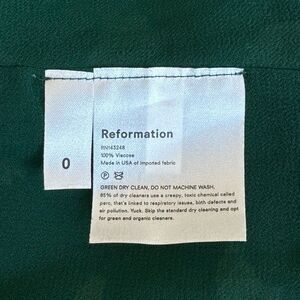 Reformation
RN143248
100% Viscose
Made in USA of imported fabric
0
P
GREEN DRY CLEAN, DO NOT MACHINE WASH.
85% of dry cleaners use a creepy, toxic chemical called
perc, that's linked to respiratory issues, birth defects and
air pollution. Yuck. Skip the standard dry cleaning and opt
for green and organic cleaners.